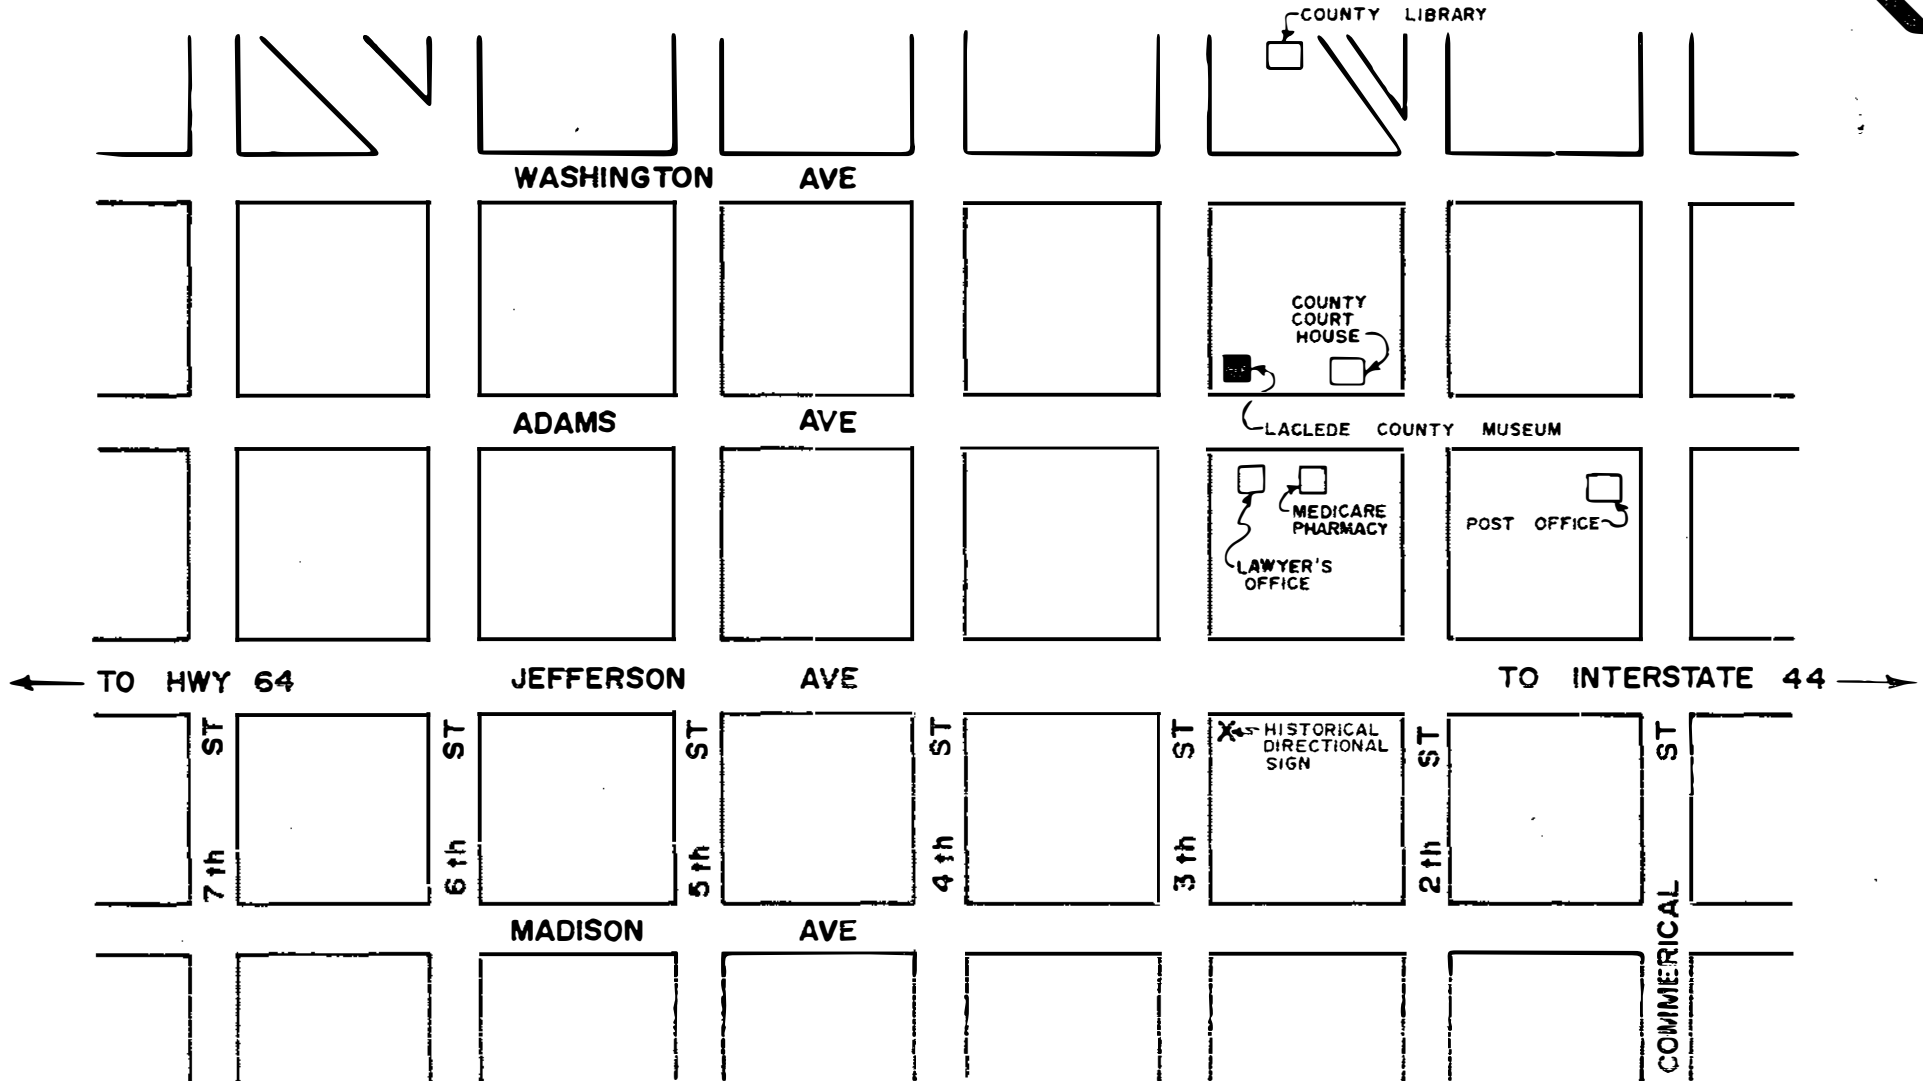 COUNTY LIBRARY
WASHINGTON AVE
COUNTY
COURT
HOUSE
ADAMS AVE
LACLEDE COUNTY MUSEUM
MEDICARE
PHARMACY
POST OFFICE
LAWYER'S
OFFICE
TO HWY 64
JEFFERSON AVE
TO INTERSTATE 44
7th ST
6th ST
5th ST
4th ST
3th ST
2th ST
COMMERICAL ST
X
HISTORICAL
DIRECTIONAL
SIGN
MADISON AVE